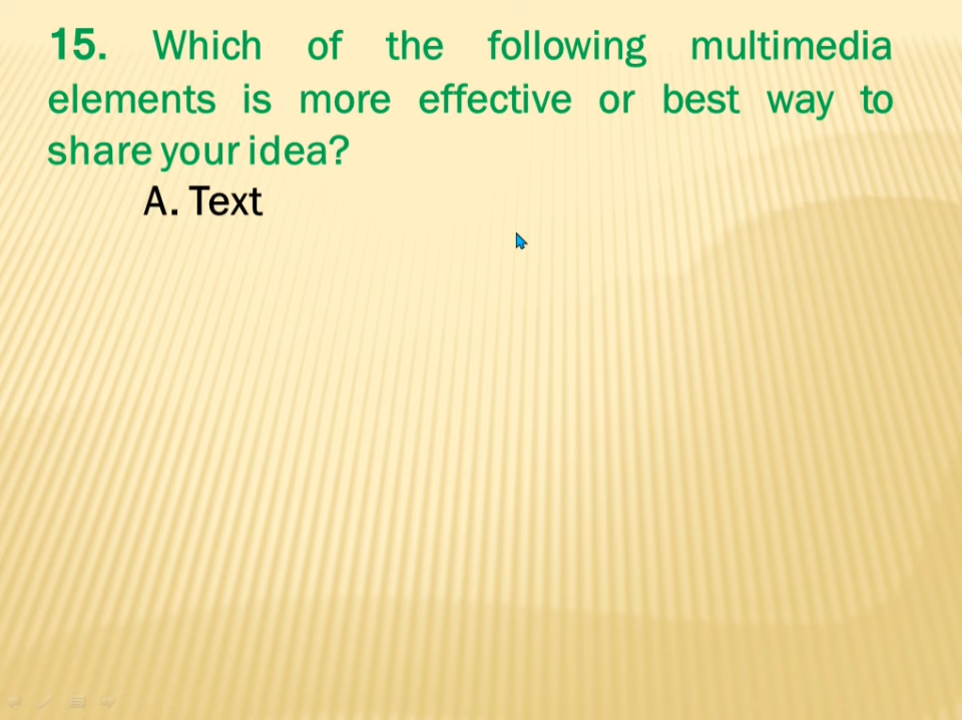 15. Which of the following multimedia
elements is more effective or best way to
share your idea?
A. Text